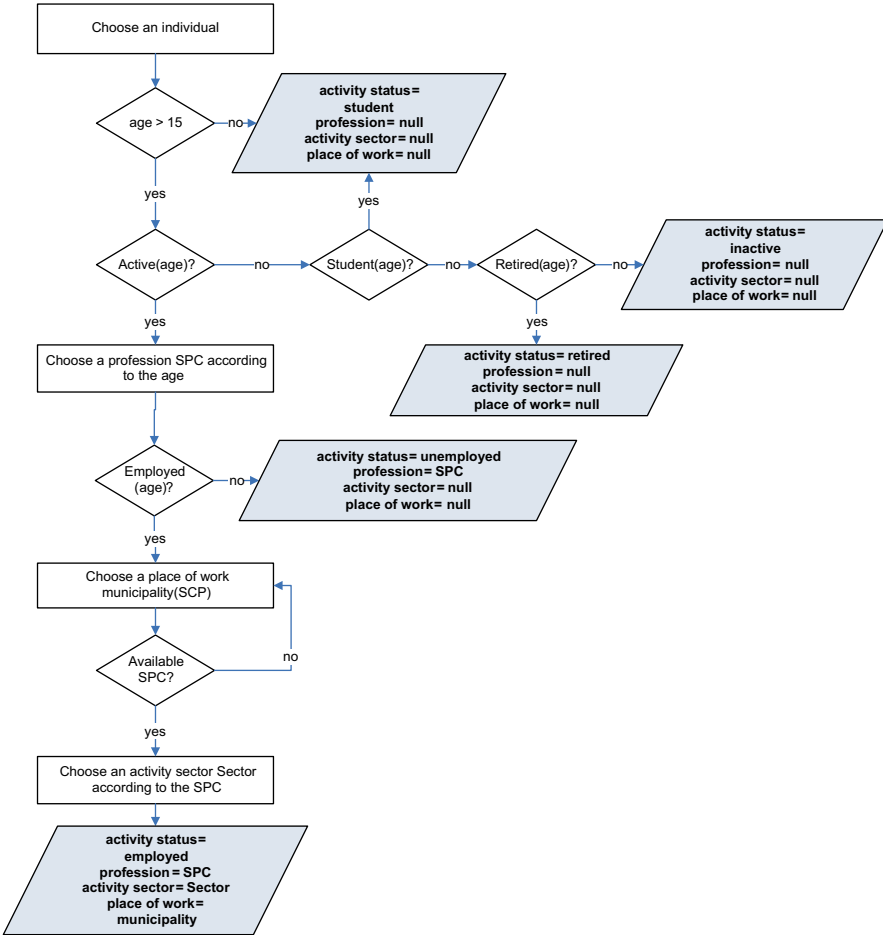 Choose an individual
age > 15
no
activity status=
student
profession= null
activity sector= null
place of work= null
yes
yes
Active(age)?
no
Student(age)?
no
Retired(age)?
no
activity status=
inactive
profession= null
activity sector= null
place of work= null
yes
yes
Choose a profession SPC according
to the age
activity status= retired
profession= null
activity sector= null
place of work= null
Employed
(age)?
no
activity status= unemployed
profession= SPC
activity sector= null
place of work= null
yes
Choose a place of work
municipality(SCP)
Available
SPC?
no
yes
Choose an activity sector Sector
according to the SPC
activity status=
employed
profession= SPC
activity sector= Sector
place of work=
municipality